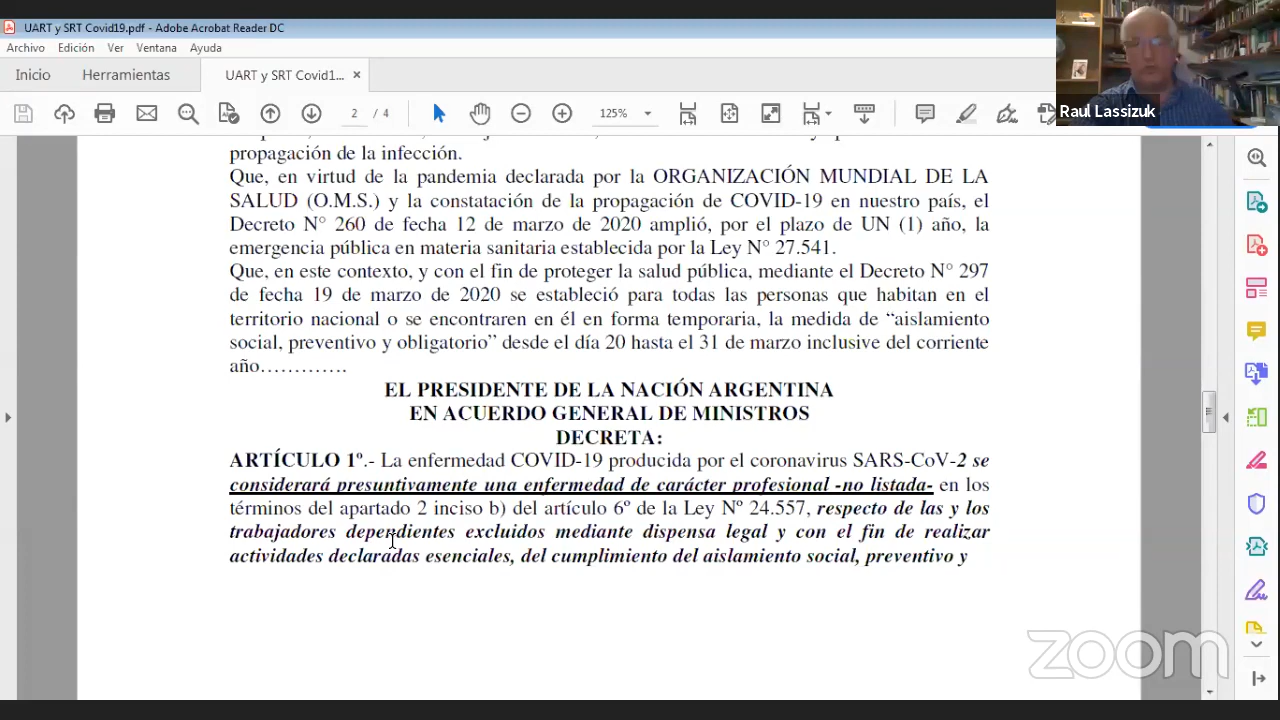 UART y SRT Covid19.pdf - Adobe Acrobat Reader DC
Archivo Edición Ver Ventana Ayuda
Inicio Herramientas UART y SRT Covid1... ×
2 / 4 125%
Raul Lassizuk
propagación de la infección.
Que, en virtud de la pandemia declarada por la ORGANIZACIÓN MUNDIAL DE LA
SALUD (O.M.S.) y la constatación de la propagación de COVID-19 en nuestro país, el
Decreto N° 260 de fecha 12 de marzo de 2020 amplió, por el plazo de UN (1) año, la
emergencia pública en materia sanitaria establecida por la Ley N° 27.541.
Que, en este contexto, y con el fin de proteger la salud pública, mediante el Decreto N° 297
de fecha 19 de marzo de 2020 se estableció para todas las personas que habitan en el
territorio nacional o se encontraren en él en forma temporaria, la medida de “aislamiento
social, preventivo y obligatorio” desde el día 20 hasta el 31 de marzo inclusive del corriente
año………….
EL PRESIDENTE DE LA NACIÓN ARGENTINA
EN ACUERDO GENERAL DE MINISTROS
DECRETA:
ARTÍCULO 1º.- La enfermedad COVID-19 producida por el coronavirus SARS-CoV-2 se
considerará presuntivamente una enfermedad de carácter profesional -no listada- en los
términos del apartado 2 inciso b) del artículo 6º de la Ley Nº 24.557, respecto de las y los
trabajadores dependientes excluidos mediante dispensa legal y con el fin de realizar
actividades declaradas esenciales, del cumplimiento del aislamiento social, preventivo y
zoom